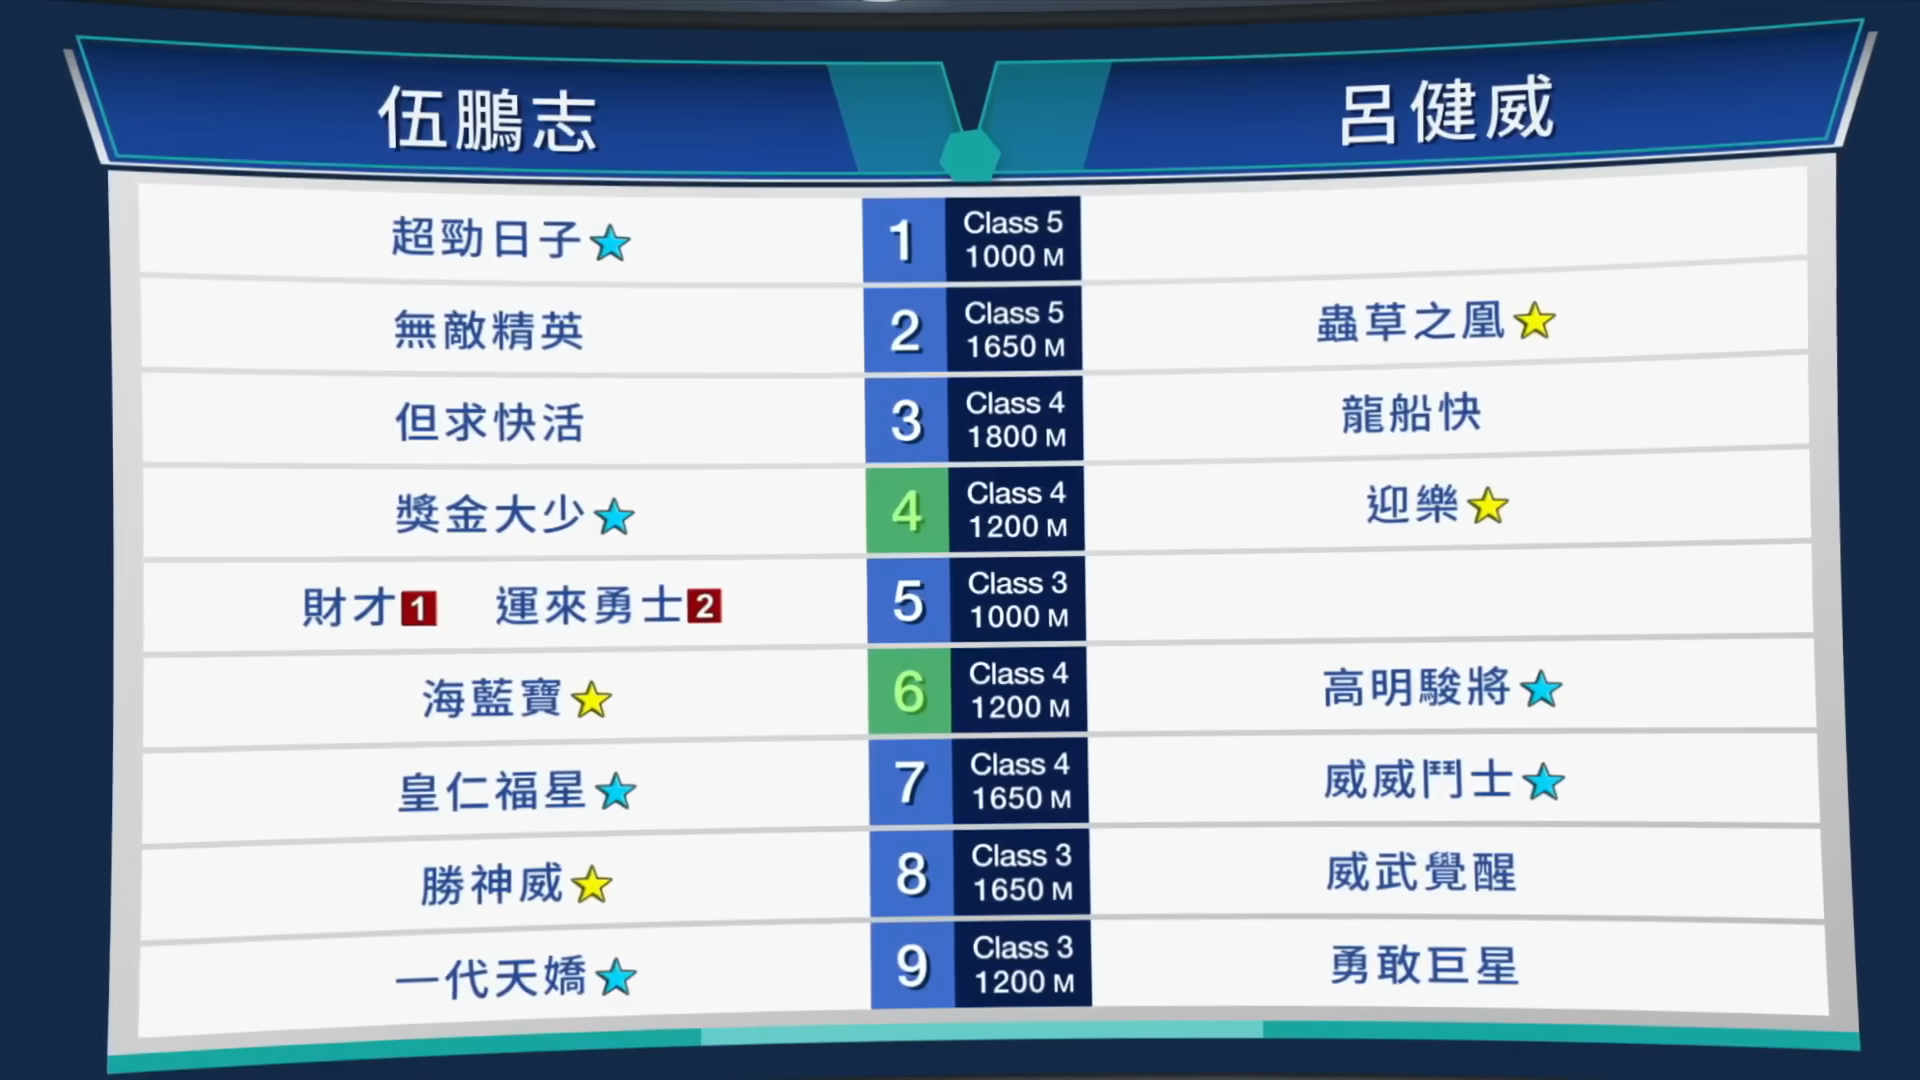 伍鵬志 呂健威
超勁日子 1 Class 5 1000 M
無敵精英 2 Class 5 1650 M 蟲草之凰
但求快活 3 Class 4 1800 M 龍船快
獎金大少 4 Class 4 1200 M 迎樂
財才 1 運來勇士 2 5 Class 3 1000 M
海藍寶 6 Class 4 1200 M 高明駿將
皇仁福星 7 Class 4 1650 M 威威鬥士
勝神威 8 Class 3 1650 M 威武覺醒
一代天嬌 9 Class 3 1200 M 勇敢巨星